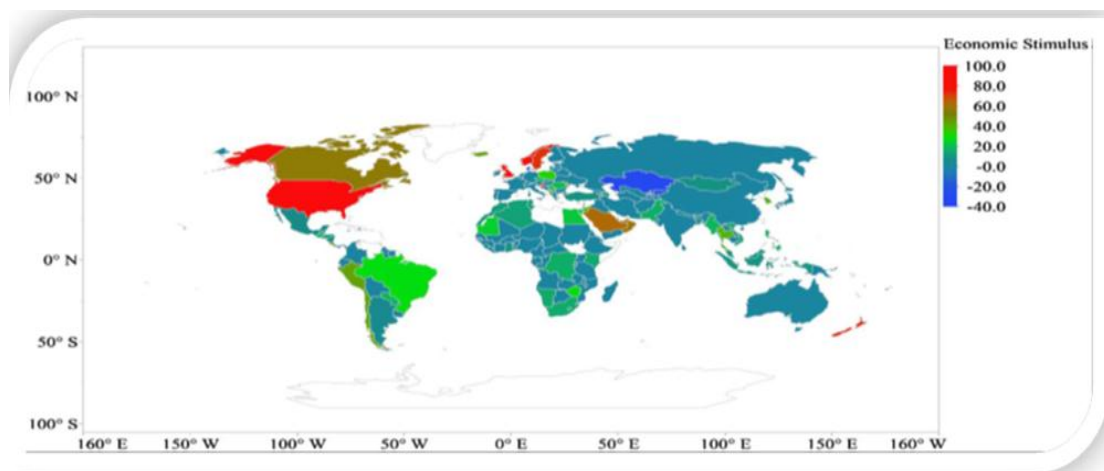 Economic Stimulus
100.0
80.0
60.0
40.0
20.0
-0.0
-20.0
-40.0
100° N
50° N
0° N
50° S
100° S
160° E 150° W 100° W 50° W 0° E 50° E 100° E 150° E 160° W